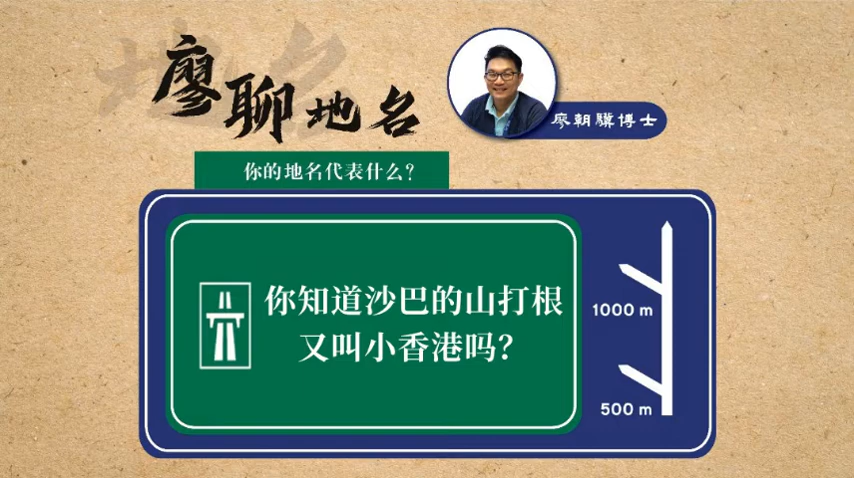 廖聊地名
廖朝骥博士
你的地名代表什么？
你知道沙巴的山打根
又叫小香港吗？
1000 m
500 m